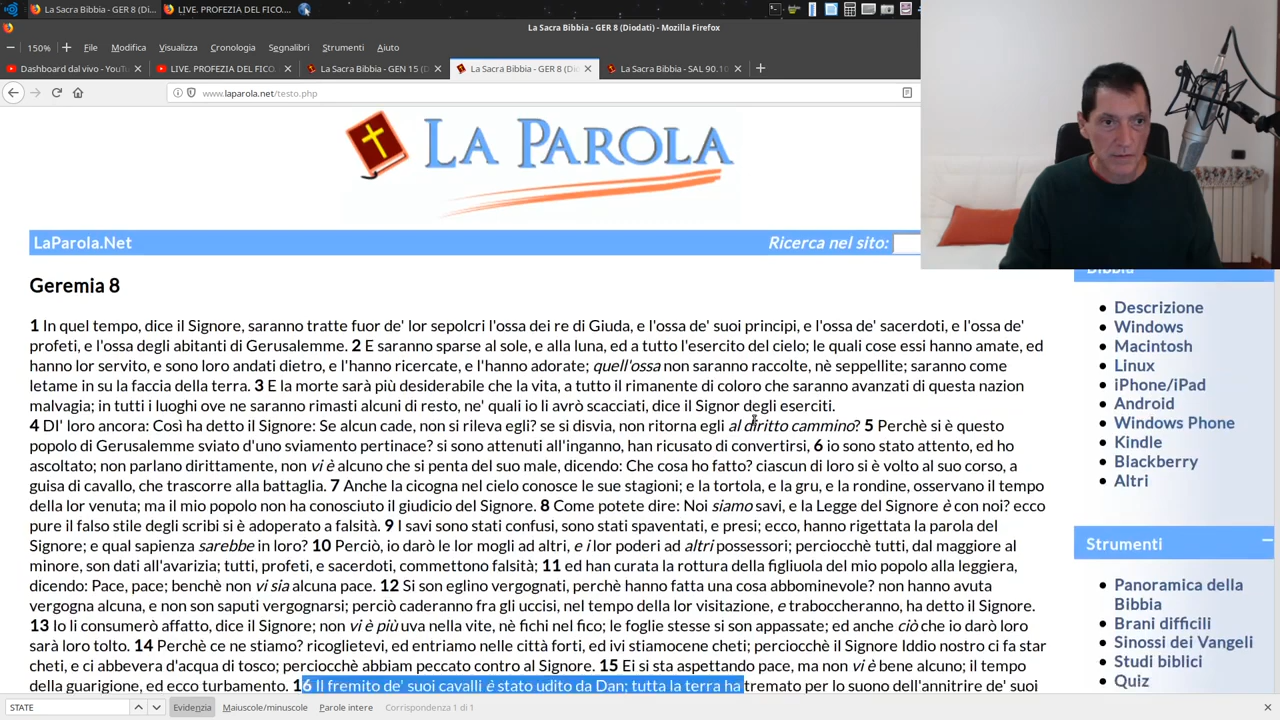 La Sacra Bibbia - GER 8 (Di...
LIVE. PROFEZIA DEL FICO....
La Sacra Bibbia - GER 8 (Diodati) - Mozilla Firefox
150% File Modifica Visualizza Cronologia Segnalibri Strumenti Aiuto
Dashboard dal vivo - YouTu
LIVE. PROFEZIA DEL FICO.
La Sacra Bibbia - GEN 15 (D
La Sacra Bibbia - GER 8 (Dio
La Sacra Bibbia - SAL 90.10
www.laparola.net/testo.php
LA PAROLA
LaParola.Net
Ricerca nel sito:
Geremia 8
1 In quel tempo, dice il Signore, saranno tratte fuor de' lor sepolcri l'ossa dei re di Giuda, e l'ossa de' suoi principi, e l'ossa de' sacerdoti, e l'ossa de'
profeti, e l'ossa degli abitanti di Gerusalemme. 2 E saranno sparse al sole, e alla luna, ed a tutto l'esercito del cielo; le quali cose essi hanno amate, ed
hanno lor servito, e sono loro andati dietro, e l'hanno ricercate, e l'hanno adorate; quell'ossa non saranno raccolte, nè seppellite; saranno come
letame in su la faccia della terra. 3 E la morte sarà più desiderabile che la vita, a tutto il rimanente di coloro che saranno avanzati di questa nazion
malvagia; in tutti i luoghi ove ne saranno rimasti alcuni di resto, ne' quali io li avrò scacciati, dice il Signor degli eserciti.
4 DI' loro ancora: Così ha detto il Signore: Se alcun cade, non si rileva egli? se si disvia, non ritorna egli al diritto cammino? 5 Perchè si è questo
popolo di Gerusalemme sviato d'uno sviamento pertinace? si sono attenuti all'inganno, han ricusato di convertirsi, 6 io sono stato attento, ed ho
ascoltato; non parlano dirittamente, non vi è alcuno che si penta del suo male, dicendo: Che cosa ho fatto? ciascun di loro si è volto al suo corso, a
guisa di cavallo, che trascorre alla battaglia. 7 Anche la cicogna nel cielo conosce le sue stagioni; e la tortola, e la gru, e la rondine, osservano il tempo
della lor venuta; ma il mio popolo non ha conosciuto il giudicio del Signore. 8 Come potete dire: Noi siamo savi, e la Legge del Signore è con noi? ecco
pure il falso stile degli scribi si è adoperato a falsità. 9 I savi sono stati confusi, sono stati spaventati, e presi; ecco, hanno rigettata la parola del
Signore; e qual sapienza sarebbe in loro? 10 Perciò, io darò le lor mogli ad altri, e i lor poderi ad altri possessori; perciocchè tutti, dal maggiore al
minore, son dati all'avarizia; tutti, profeti, e sacerdoti, commettono falsità; 11 ed han curata la rottura della figliuola del mio popolo alla leggiera,
dicendo: Pace, pace; benchè non vi sia alcuna pace. 12 Si son eglino vergognati, perchè hanno fatta una cosa abbominevole? non hanno avuta
vergogna alcuna, e non son saputi vergognarsi; perciò caderanno fra gli uccisi, nel tempo della lor visitazione, e traboccheranno, ha detto il Signore.
13 Io li consumerò affatto, dice il Signore; non vi è più uva nella vite, nè fichi nel fico; le foglie stesse si son appassate; ed anche ciò che io darò loro
sarà loro tolto. 14 Perchè ce ne stiamo? ricoglietevi, ed entriamo nelle città forti, ed ivi stiamocene cheti; perciocchè il Signore Iddio nostro ci fa star
cheti, e ci abbevera d'acqua di tosco; perciocchè abbiam peccato contro al Signore. 15 Ei si sta aspettando pace, ma non vi è bene alcuno; il tempo
della guarigione, ed ecco turbamento. 16 Il fremito de' suoi cavalli è stato udito da Dan; tutta la terra ha tremato per lo suono dell'annitrire de' suoi
Bibbia
Descrizione
Windows
Macintosh
Linux
iPhone/iPad
Android
Windows Phone
Kindle
Blackberry
Altri
Strumenti
Panoramica della
Bibbia
Brani difficili
Sinossi dei Vangeli
Studi biblici
Quiz
STATE Evidenzia Maiuscole/minuscole Parole intere Corrispondenza 1 di 1